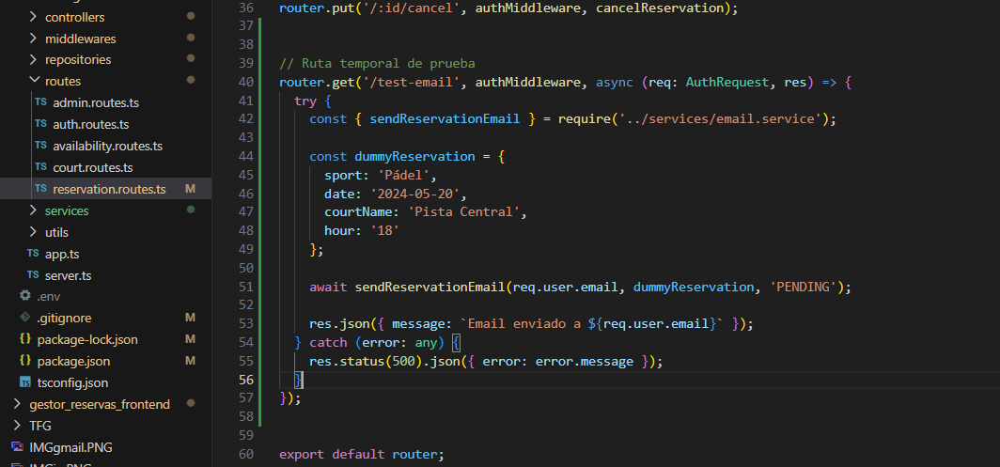 controllers
middlewares
repositories
routes
TS admin.routes.ts
TS auth.routes.ts
TS availability.routes.ts
TS court.routes.ts
TS reservation.routes.ts M
services
utils
TS app.ts
TS server.ts
.env
.gitignore M
{} package-lock.json M
{} package.json M
TS tsconfig.json
gestor_reservas_frontend
TFG
IMGgmail.PNG
36 router.put('/:id/cancel', authMiddleware, cancelReservation);
37
38
39 // Ruta temporal de prueba
40 router.get('/test-email', authMiddleware, async (req: AuthRequest, res) => {
41 try {
42 const { sendReservationEmail } = require('../services/email.service');
43
44 const dummyReservation = {
45 sport: 'Pádel',
46 date: '2024-05-20',
47 courtName: 'Pista Central',
48 hour: '18'
49 };
50
51 await sendReservationEmail(req.user.email, dummyReservation, 'PENDING');
52
53 res.json({ message: `Email enviado a ${req.user.email}` });
54 } catch (error: any) {
55 res.status(500).json({ error: error.message });
56 }
57 });
58
59
60 export default router;